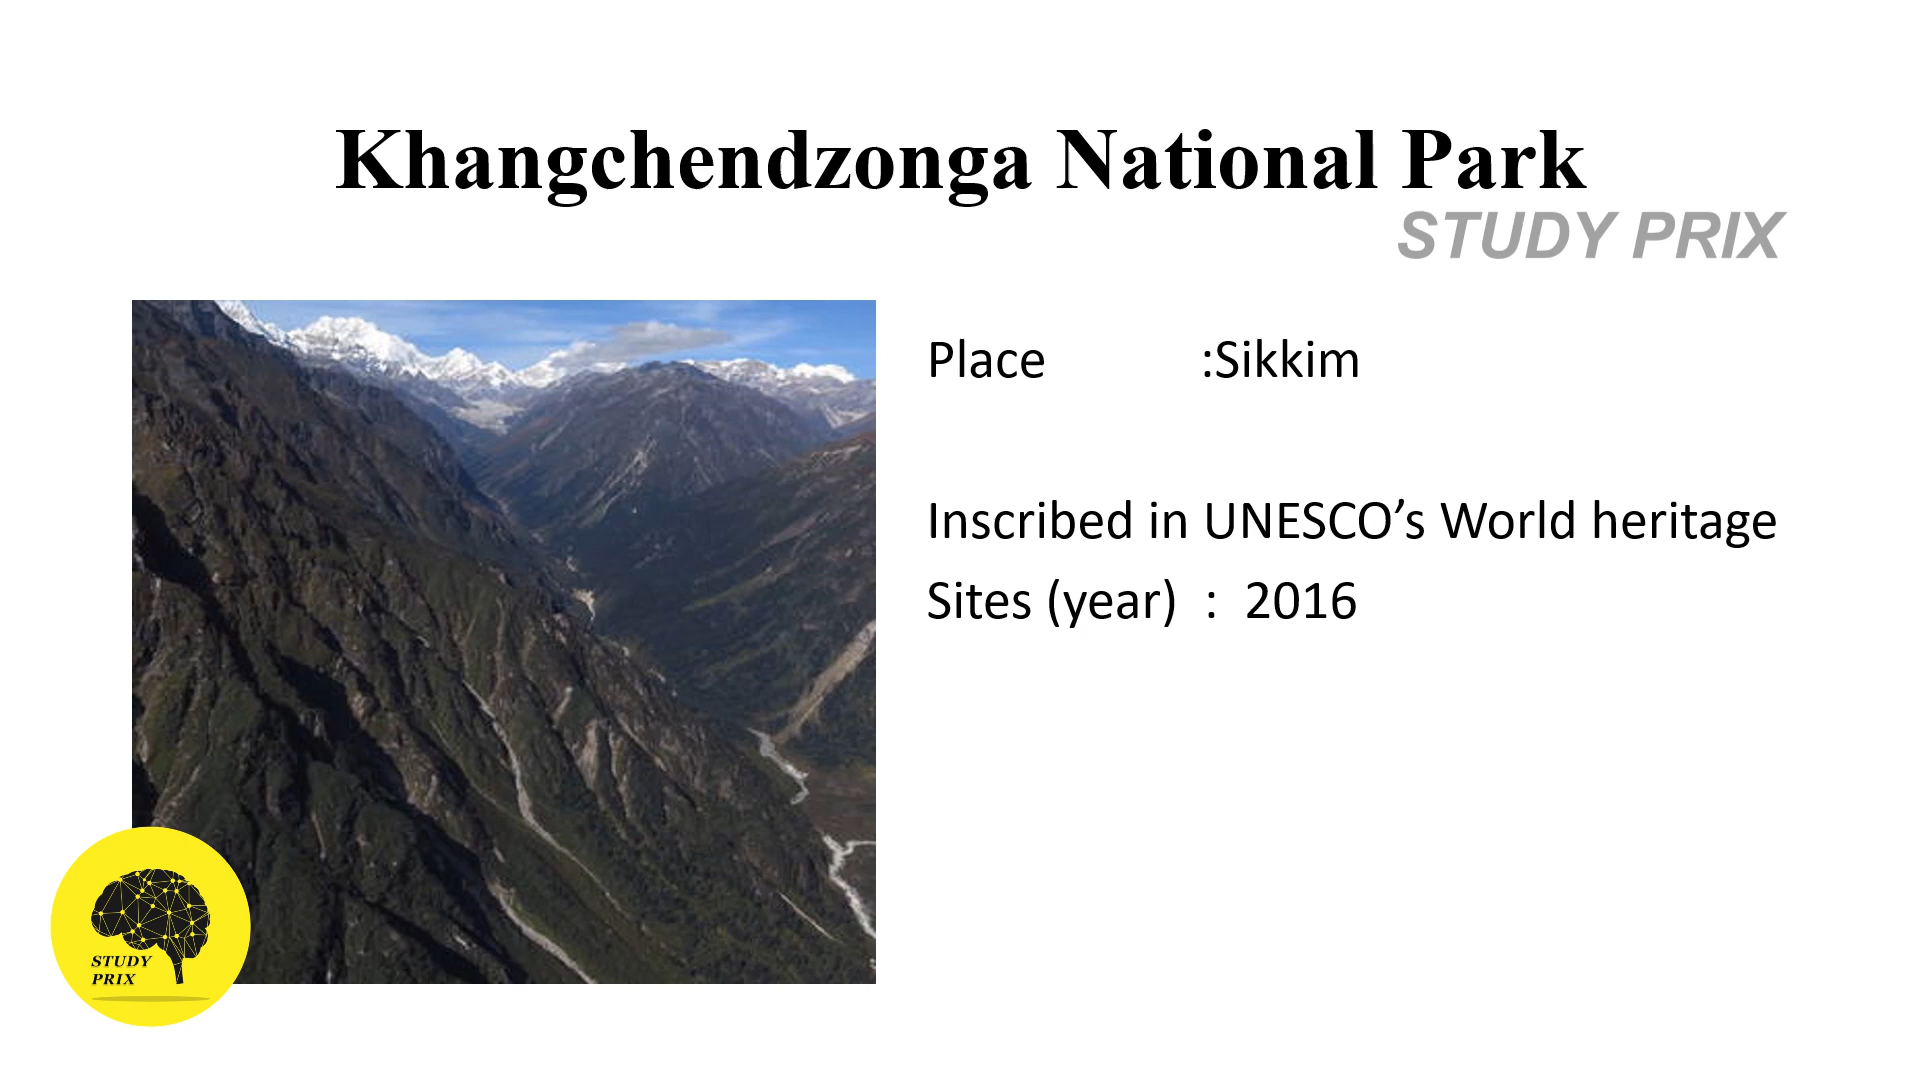 Khangchendzonga National Park
STUDY PRIX
Place :Sikkim
Inscribed in UNESCO’s World heritage
Sites (year) : 2016
STUDY
PRIX